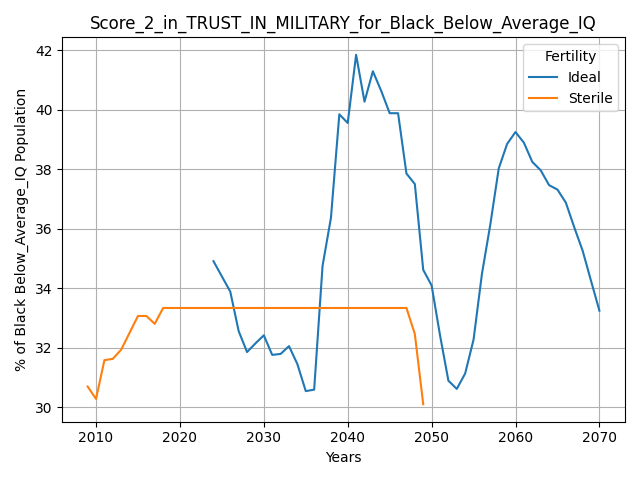 Score_2_in_TRUST_IN_MILITARY_for_Black_Below_Average_IQ
% of Black Below_Average_IQ Population
42
40
38
36
34
32
30
Fertility
Ideal
Sterile
2010
2020
2030
2040
2050
2060
2070
Years